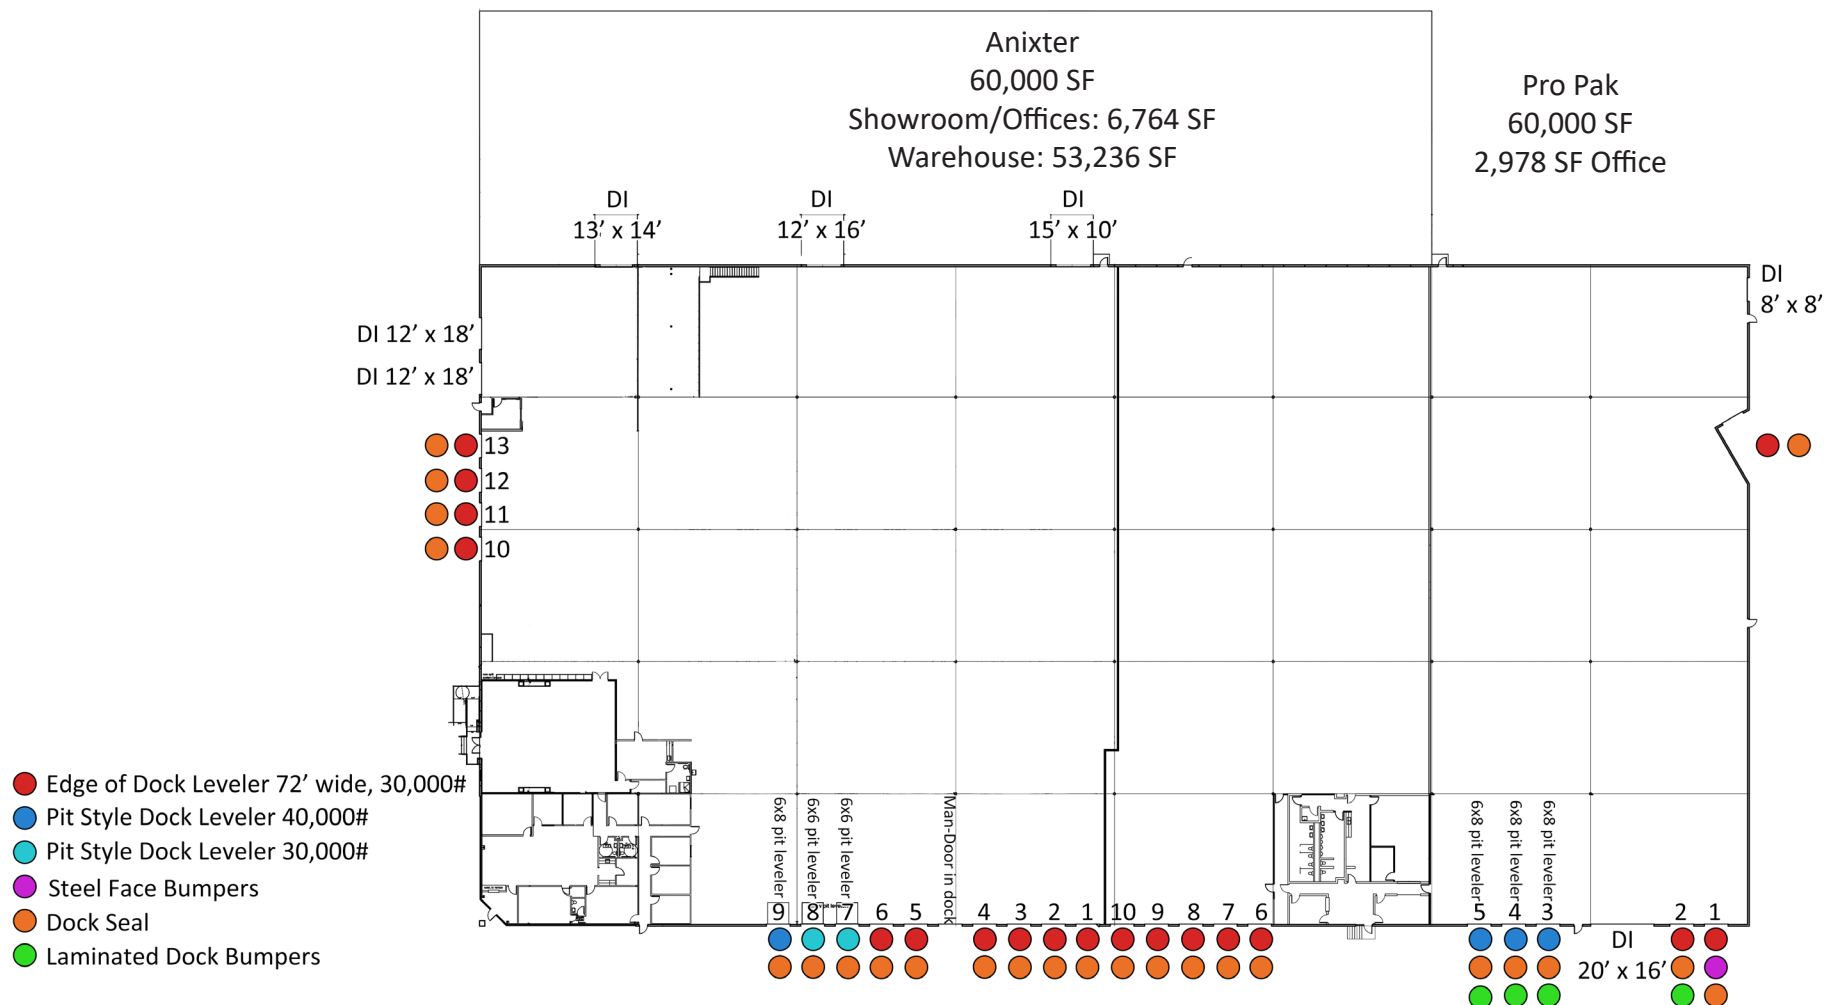 Anixter
60,000 SF
Showroom/Offices: 6,764 SF
Warehouse: 53,236 SF
Pro Pak
60,000 SF
2,978 SF Office
DI
13’ x 14’
DI
12’ x 16’
DI
15’ x 10’
DI
8’ x 8’
DI 12’ x 18’
DI 12’ x 18’
13
12
11
10
Edge of Dock Leveler 72’ wide, 30,000#
Pit Style Dock Leveler 40,000#
Pit Style Dock Leveler 30,000#
Steel Face Bumpers
Dock Seal
Laminated Dock Bumpers
6x8 pit leveler
6x6 pit leveler
6x6 pit leveler
Man-Door in dock
6x8 pit leveler
6x8 pit leveler
6x8 pit leveler
9 8 7 6 5 4 3 2 1 10 9 8 7 6 5 4 3 2 1
DI
20’ x 16’